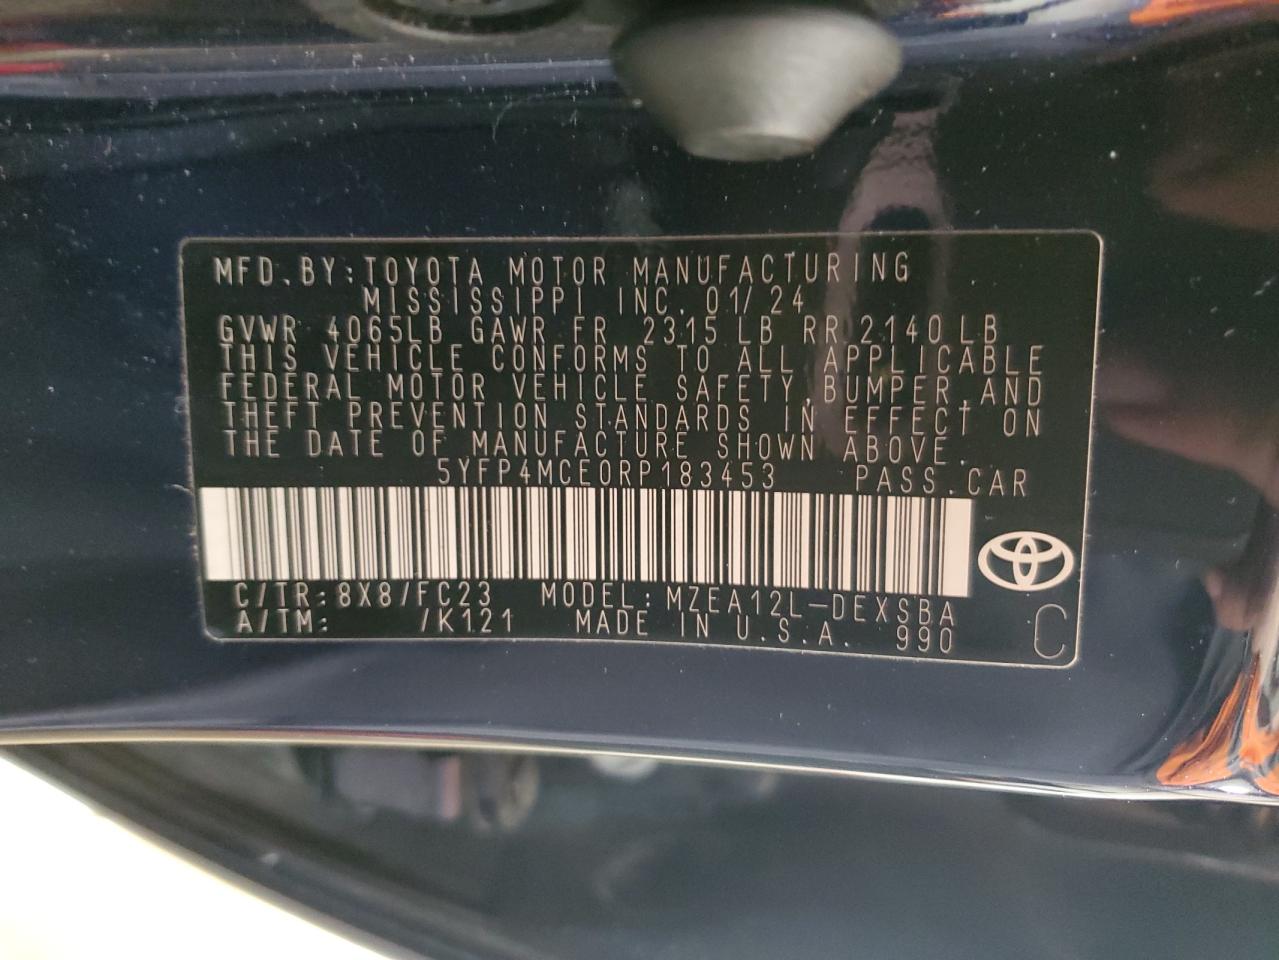 MFD.BY:TOYOTA MOTOR MANUFACTURING
MISSISSIPPI INC. 01/24
GVWR 4065LB GAWR FR 2315 LB RR 2140 LB
THIS VEHICLE CONFORMS TO ALL APPLICABLE
FEDERAL MOTOR VEHICLE SAFETY,BUMPER,AND
THEFT PREVENTION STANDARDS IN EFFECT ON
THE DATE OF MANUFACTURE SHOWN ABOVE.
5YFP4MCE0RP183453 PASS.CAR
C/TR:8X8/FC23 MODEL:MZEA12L-DEXSBA
A/TM: /K121 MADE IN U.S.A. 990
C